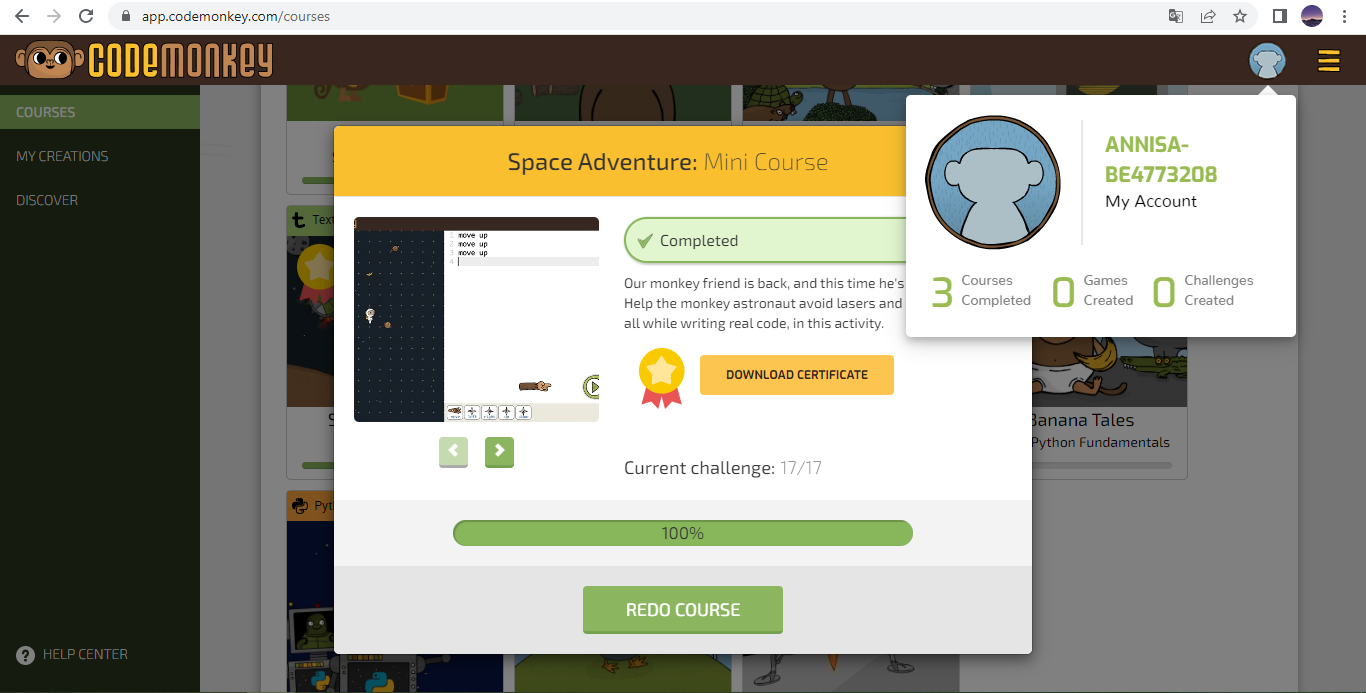 app.codemonkey.com/courses
CODEMONKEY
COURSES
MY CREATIONS
DISCOVER
HELP CENTER
Space Adventure: Mini Course
1 move up
2 move up
3 move up
4
Completed
Our monkey friend is back, and this time he's
Help the monkey astronaut avoid lasers and
all while writing real code, in this activity.
DOWNLOAD CERTIFICATE
Current challenge: 17/17
100%
REDO COURSE
ANNISA-
BE4773208
My Account
3 Courses Completed
0 Games Created
0 Challenges Created
t Text
S
Banana Tales
Python Fundamentals
Pyt